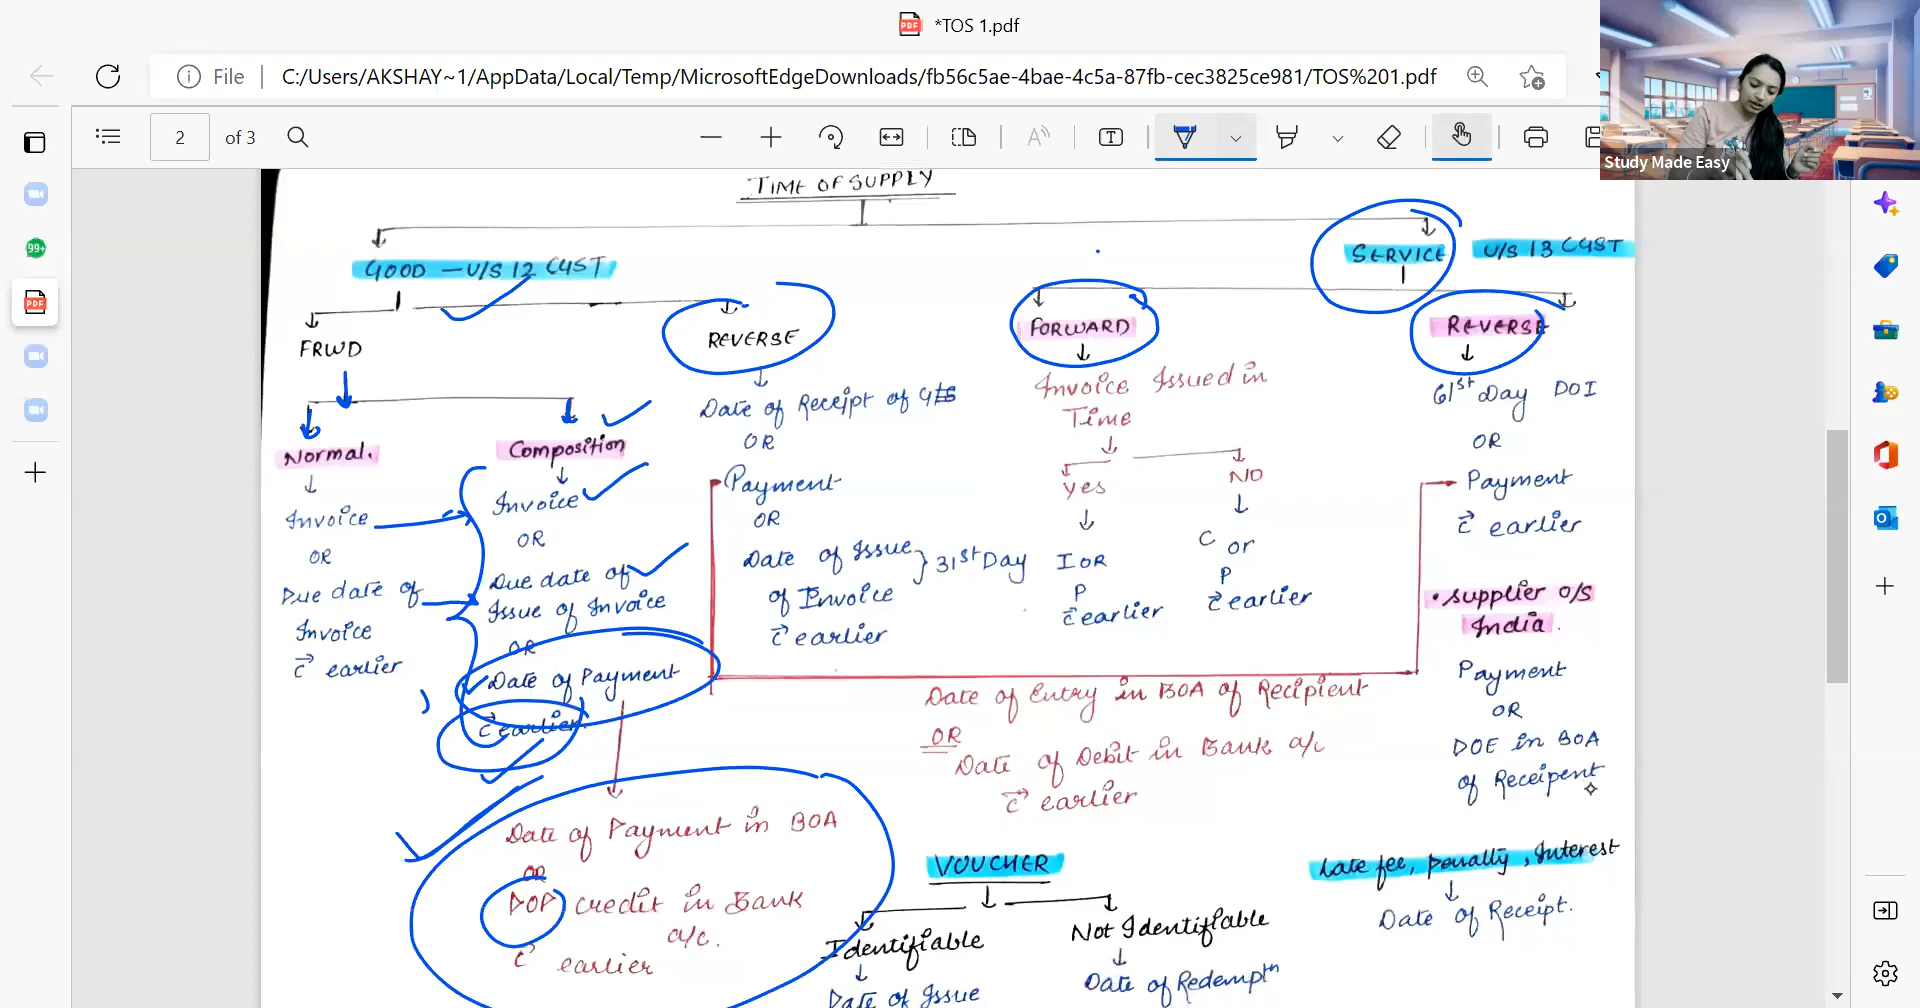 *TOS 1.pdf
File
C:/Users/AKSHAY~1/AppData/Local/Temp/MicrosoftEdgeDownloads/fb56c5ae-4bae-4c5a-87fb-cec3825ce981/TOS%201.pdf
2 of 3
Study Made Easy
99+
TIME OF SUPPLY
GOOD — U/S 12 CGST
SERVICE U/S 13 CGST
FRWD
REVERSE
FORWARD
REVERSE
Normal.
Invoice
OR
Due date of
Invoice
c⃗ earlier
Composition
Invoice
OR
Due date of
Issue of Invoice
OR
Date of Payment
c⃗ earlier
Date of Payment in BOA
OR
DOP credit in Bank
a/c.
c⃗ earlier
Date of Receipt of Gds
OR
Payment
OR
Date of Issue
of Invoice } 31st Day
c⃗ earlier
Invoice Issued in
Time
Yes
I OR
P
c⃗ earlier
NO
C or
P
c⃗ earlier
61st Day DOI
OR
Payment
c⃗ earlier
• Supplier o/s
India.
Payment
OR
DOE in BOA
of Receipent
Date of Entry in BOA of Recipient
OR
Date of Debit in Bank a/c
c⃗ earlier
VOUCHER
Identifiable
Date of Issue
Not Identifiable
Date of Redemptn
Late fee, penalty, Interest
Date of Receipt.